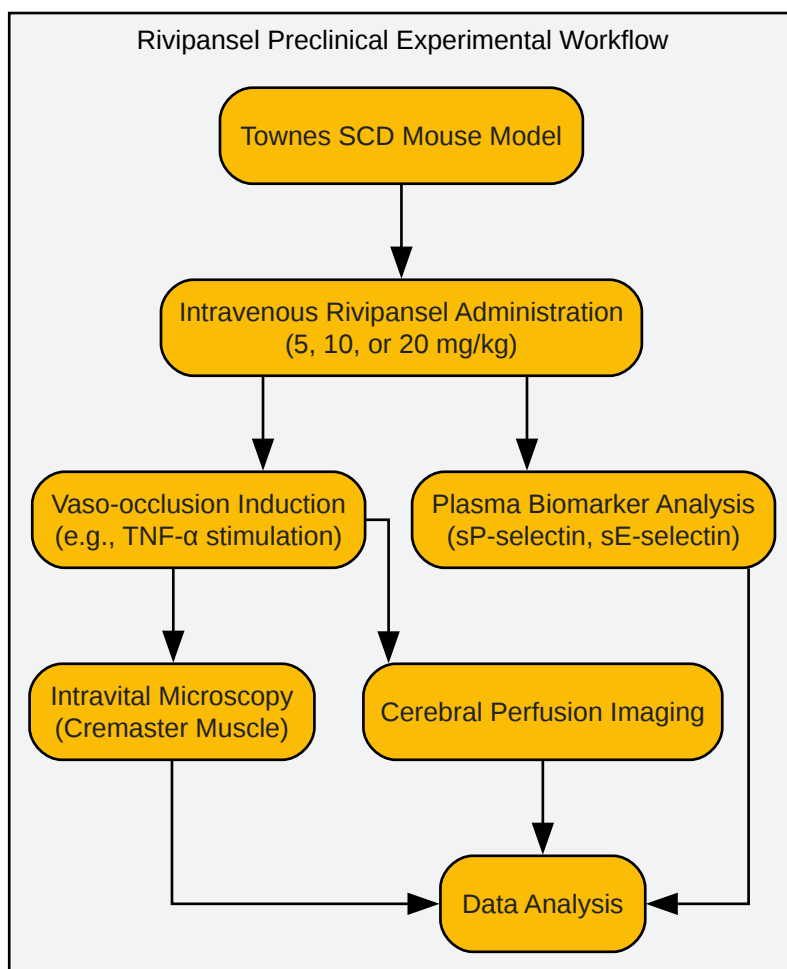 Rivipansel Preclinical Experimental Workflow
Townes SCD Mouse Model
Intravenous Rivipansel Administration
(5, 10, or 20 mg/kg)
Vaso-occlusion Induction
(e.g., TNF-α stimulation)
Plasma Biomarker Analysis
(sP-selectin, sE-selectin)
Intravital Microscopy
(Cremaster Muscle)
Cerebral Perfusion Imaging
Data Analysis